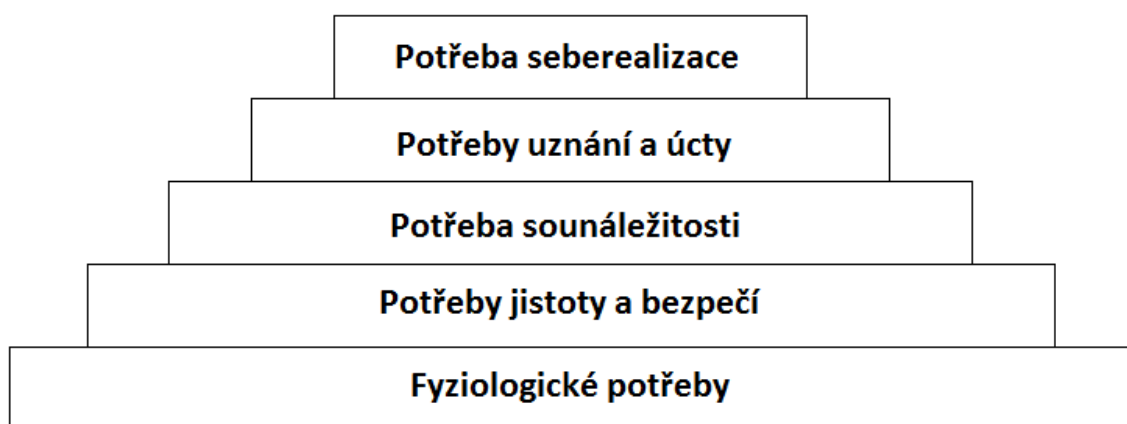 Potřeba seberealizace
Potřeby uznání a úcty
Potřeba sounáležitosti
Potřeby jistoty a bezpečí
Fyziologické potřeby